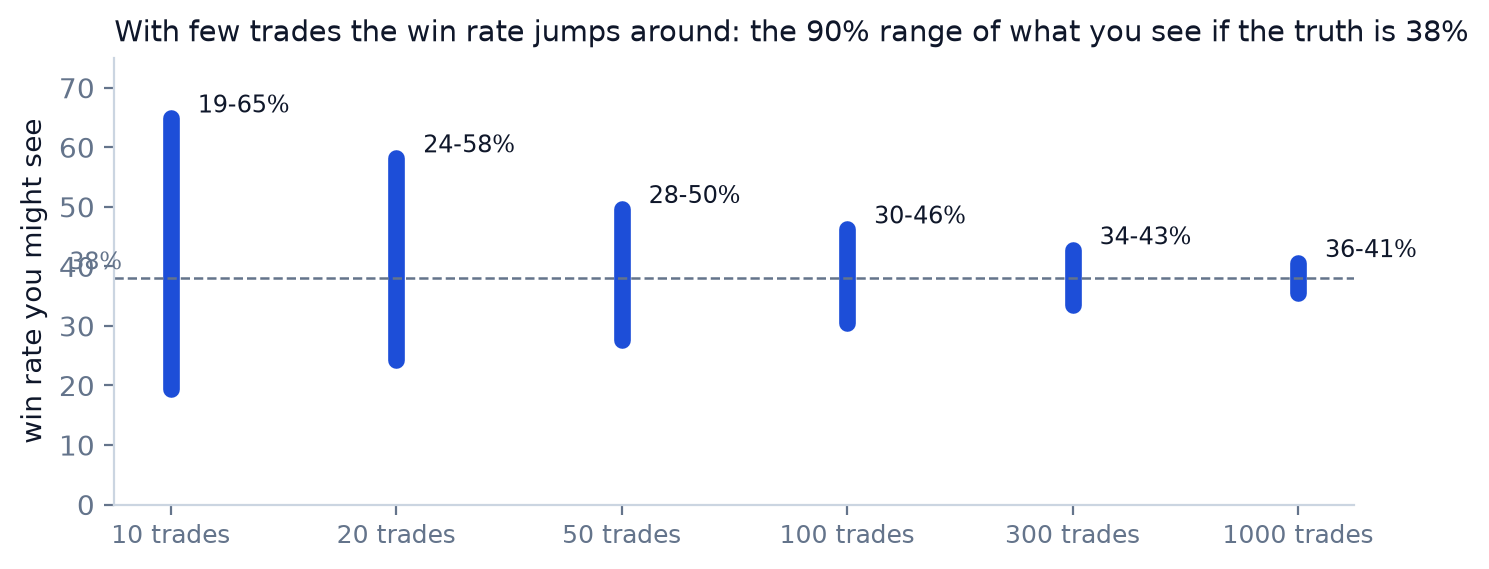 With few trades the win rate jumps around: the 90% range of what you see if the truth is 38%
win rate you might see
70
60
50
40
38%
30
20
10
0
19-65%
24-58%
28-50%
30-46%
34-43%
36-41%
10 trades
20 trades
50 trades
100 trades
300 trades
1000 trades